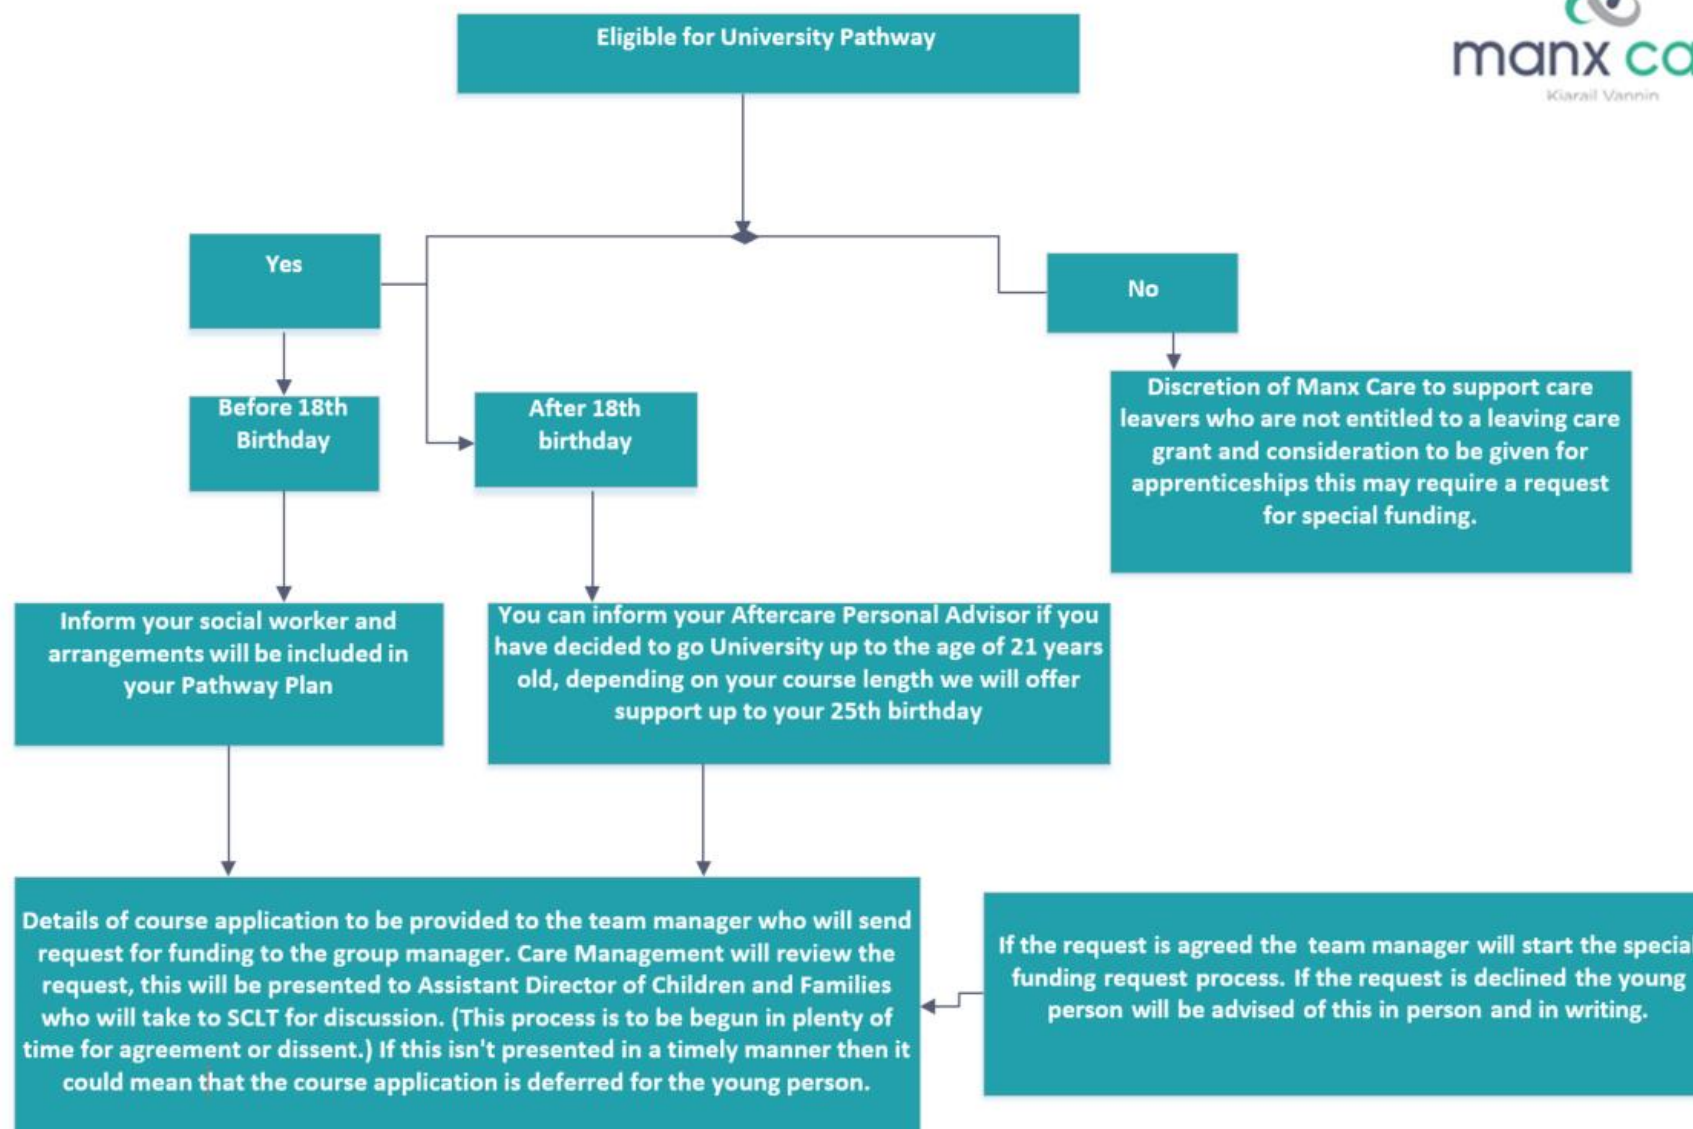 Eligible for University Pathway
manx ca
Kiarail Vannin
Yes
No
Before 18th
Birthday
After 18th
birthday
Discretion of Manx Care to support care
leavers who are not entitled to a leaving care
grant and consideration to be given for
apprenticeships this may require a request
for special funding.
Inform your social worker and
arrangements will be included in
your Pathway Plan
You can inform your Aftercare Personal Advisor if you
have decided to go University up to the age of 21 years
old, depending on your course length we will offer
support up to your 25th birthday
Details of course application to be provided to the team manager who will send
request for funding to the group manager. Care Management will review the
request, this will be presented to Assistant Director of Children and Families
who will take to SCLT for discussion. (This process is to be begun in plenty of
time for agreement or dissent.) If this isn't presented in a timely manner then it
could mean that the course application is deferred for the young person.
If the request is agreed the team manager will start the special
funding request process. If the request is declined the young
person will be advised of this in person and in writing.